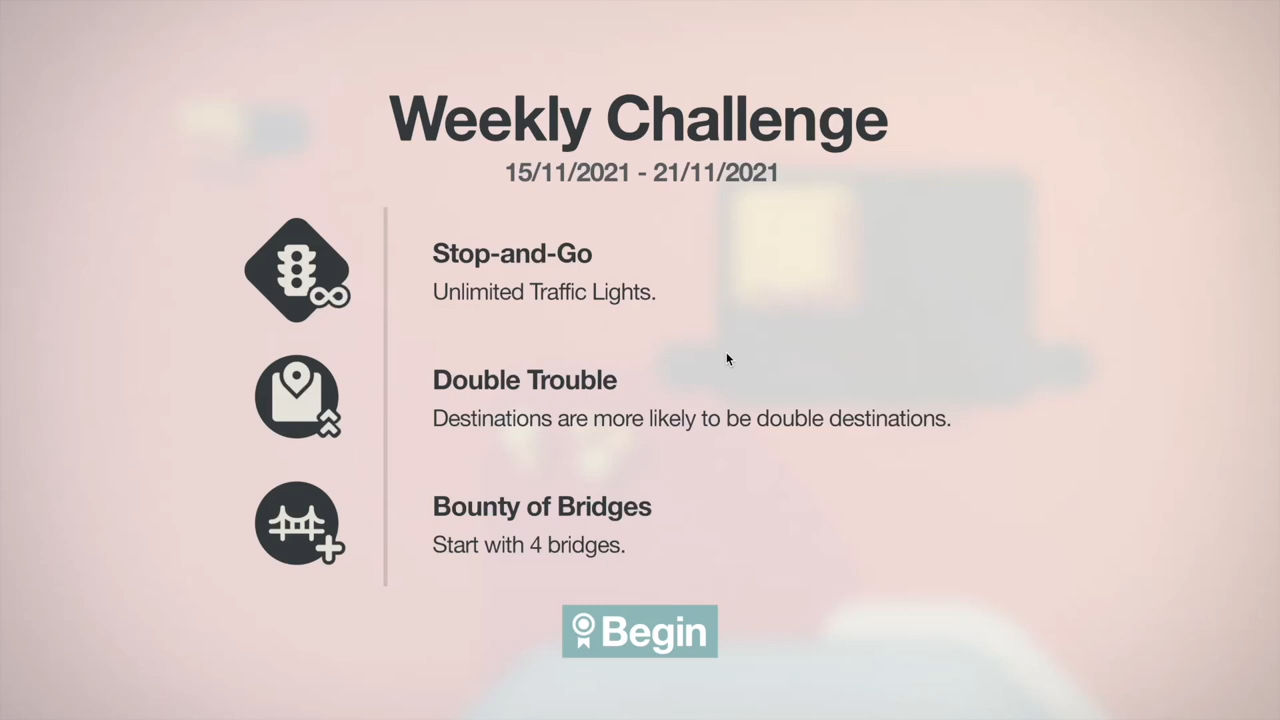 Weekly Challenge
15/11/2021 - 21/11/2021
Stop-and-Go
Unlimited Traffic Lights.
Double Trouble
Destinations are more likely to be double destinations.
Bounty of Bridges
Start with 4 bridges.
Begin